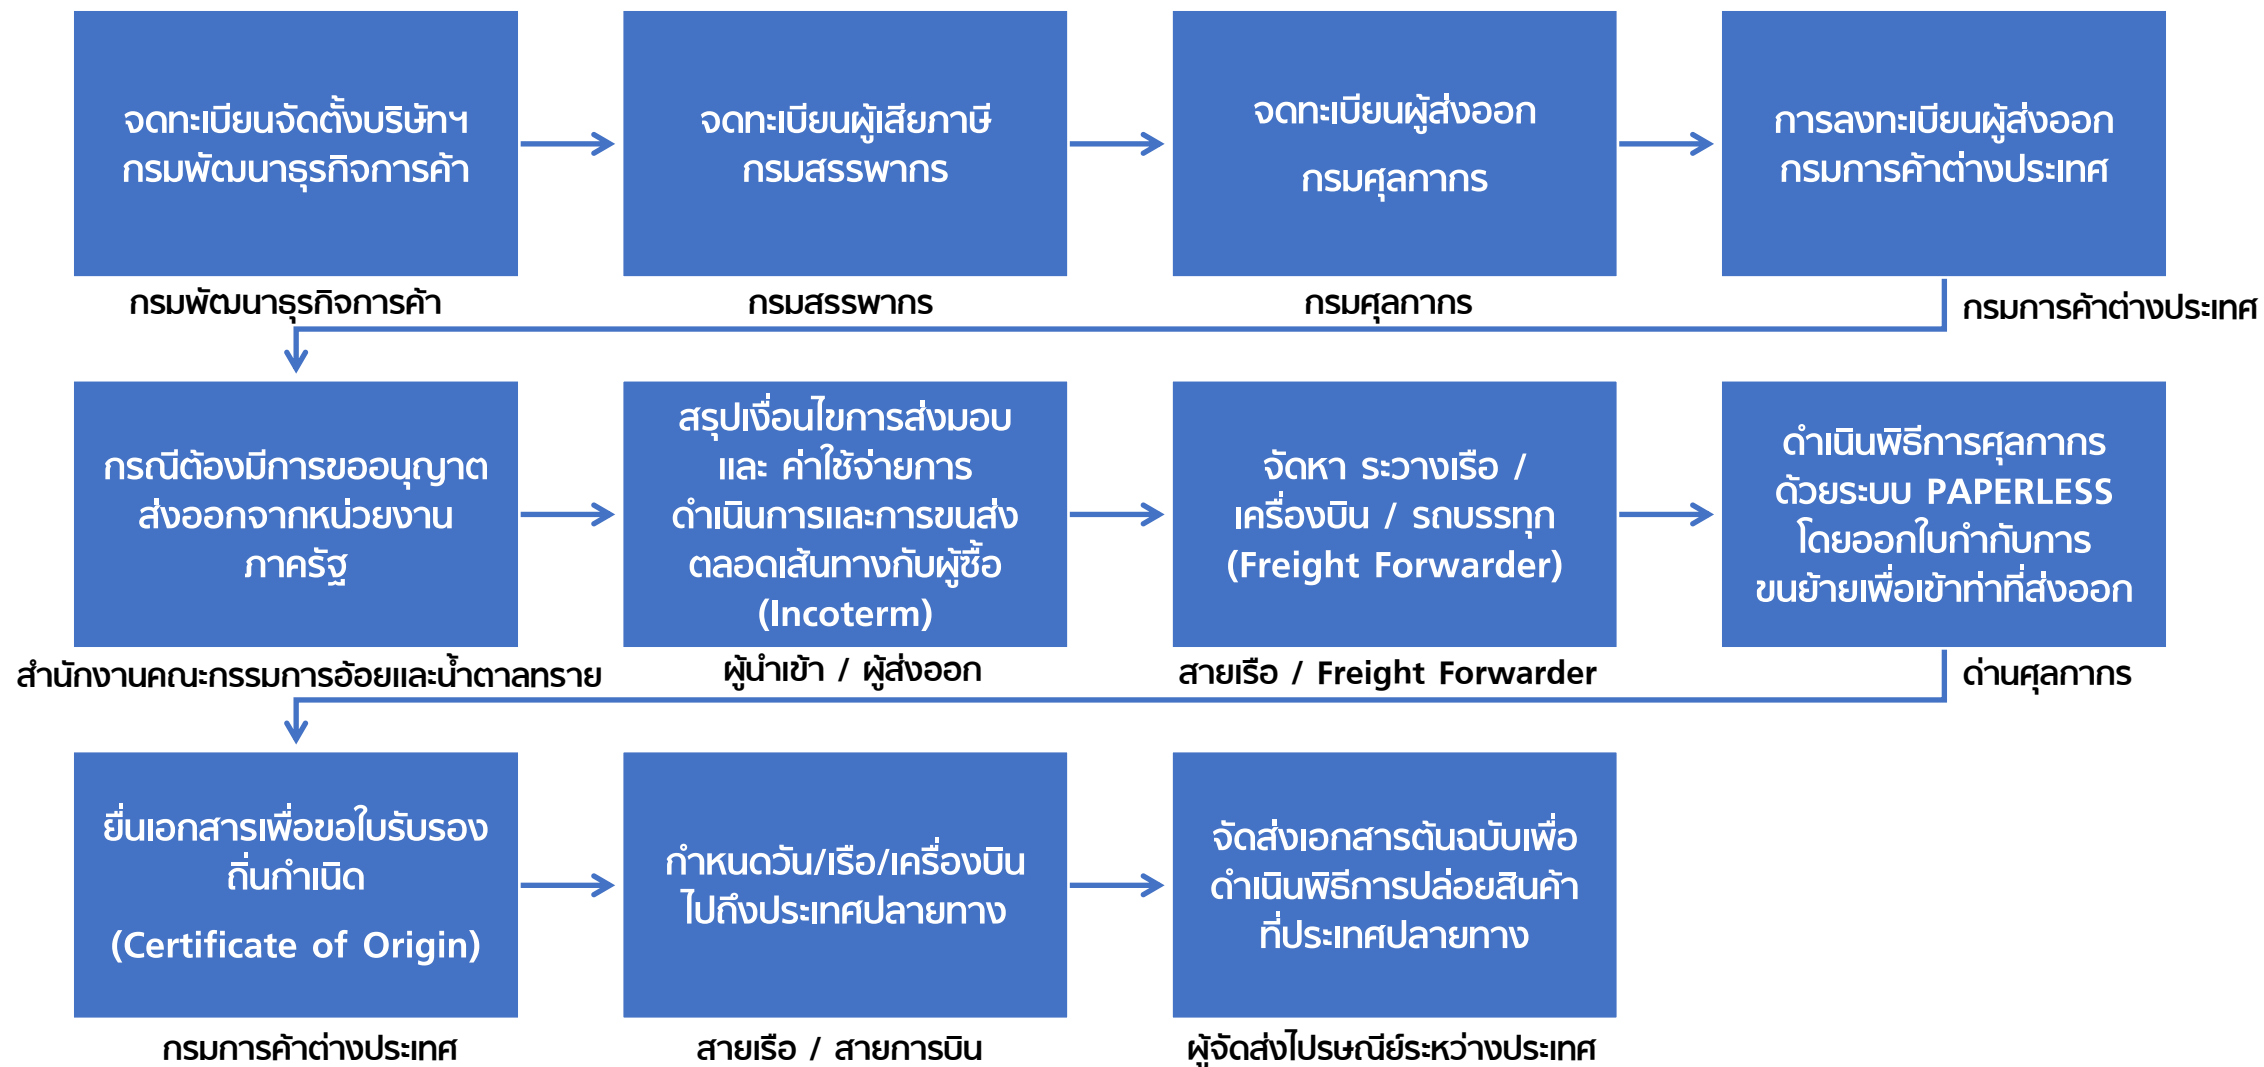 จดทะเบียนจัดตั้งบริษัทฯ
กรมพัฒนาธุรกิจการค้า
กรมพัฒนาธุรกิจการค้า
จดทะเบียนผู้เสียภาษี
กรมสรรพากร
กรมสรรพากร
จดทะเบียนผู้ส่งออก
กรมศุลกากร
กรมศุลกากร
การลงทะเบียนผู้ส่งออก
กรมการค้าต่างประเทศ
กรมการค้าต่างประเทศ
กรณีต้องมีการขออนุญาต
ส่งออกจากหน่วยงาน
ภาครัฐ
สำนักงานคณะกรรมการอ้อยและน้ำตาลทราย
สรุปเงื่อนไขการส่งมอบ
และ ค่าใช้จ่ายการ
ดำเนินการและการขนส่ง
ตลอดเส้นทางกับผู้ซื้อ
(Incoterm)
ผู้นำเข้า / ผู้ส่งออก
จัดหา ระวางเรือ /
เครื่องบิน / รถบรรทุก
(Freight Forwarder)
สายเรือ / Freight Forwarder
ดำเนินพิธีการศุลกากร
ด้วยระบบ PAPERLESS
โดยออกใบกำกับการ
ขนย้ายเพื่อเข้าท่าที่ส่งออก
ด่านศุลกากร
ยื่นเอกสารเพื่อขอใบรับรอง
ถิ่นกำเนิด
(Certificate of Origin)
กรมการค้าต่างประเทศ
กำหนดวัน/เรือ/เครื่องบิน
ไปถึงประเทศปลายทาง
สายเรือ / สายการบิน
จัดส่งเอกสารต้นฉบับเพื่อ
ดำเนินพิธีการปล่อยสินค้า
ที่ประเทศปลายทาง
ผู้จัดส่งไปรษณีย์ระหว่างประเทศ